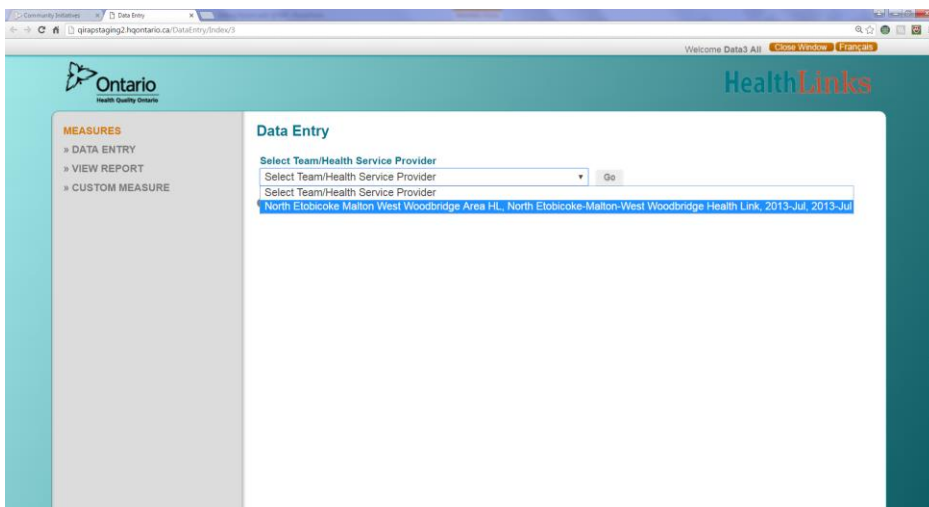 Community Initiatives
Data Entry
qirapstaging2.hqontario.ca/DataEntry/Index/3
Welcome Data3 All Close Window Français
Ontario
Health Quality Ontario
HealthLinks
MEASURES
» DATA ENTRY
» VIEW REPORT
» CUSTOM MEASURE
Data Entry
Select Team/Health Service Provider
Select Team/Health Service Provider Go
Select Team/Health Service Provider
North Etobicoke Malton West Woodbridge Area HL, North Etobicoke-Malton-West Woodbridge Health Link, 2013-Jul, 2013-Jul